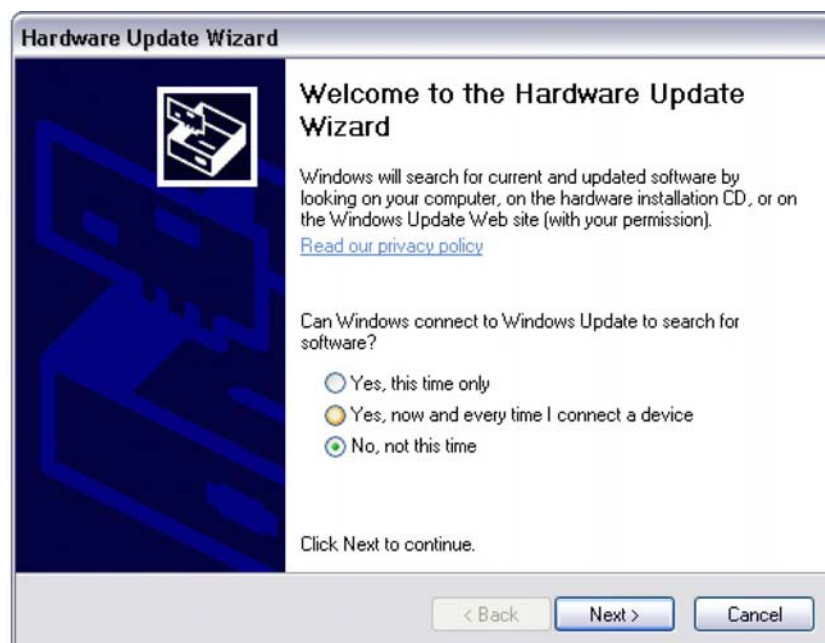 Hardware Update Wizard
Welcome to the Hardware Update
Wizard
Windows will search for current and updated software by
looking on your computer, on the hardware installation CD, or on
the Windows Update Web site (with your permission).
Read our privacy policy
Can Windows connect to Windows Update to search for
software?
Yes, this time only
Yes, now and every time I connect a device
No, not this time
Click Next to continue.
< Back
Next >
Cancel